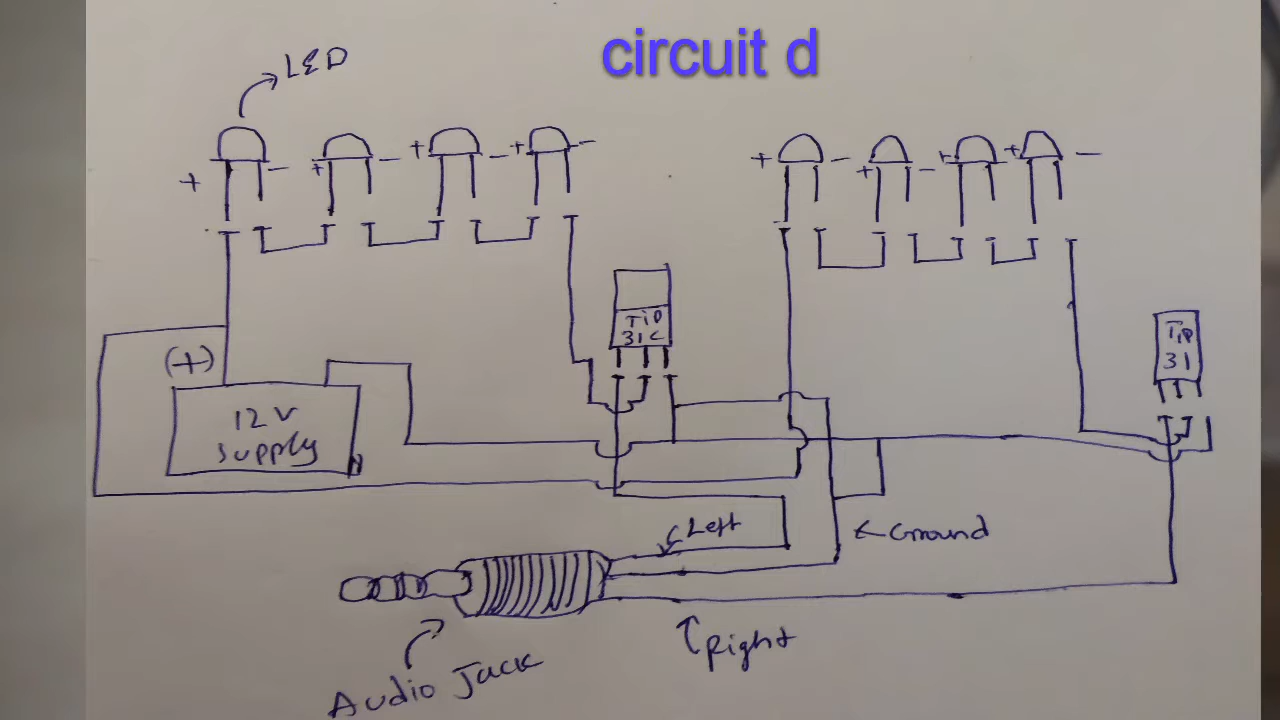 circuit d
LED
+ - + - + - + -
+ - + - + - + -
TIP
31C
TIP
31
(+)
12V
supply
Left
Ground
Right
Audio Jack